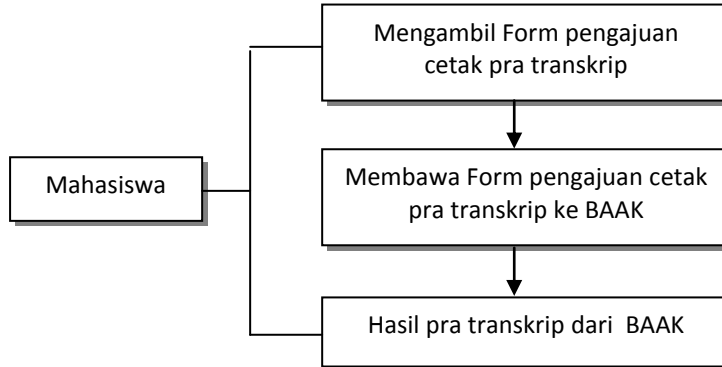 Mengambil Form pengajuan
cetak pra transkrip
Mahasiswa
Membawa Form pengajuan cetak
pra transkrip ke BAAK
Hasil pra transkrip dari  BAAK